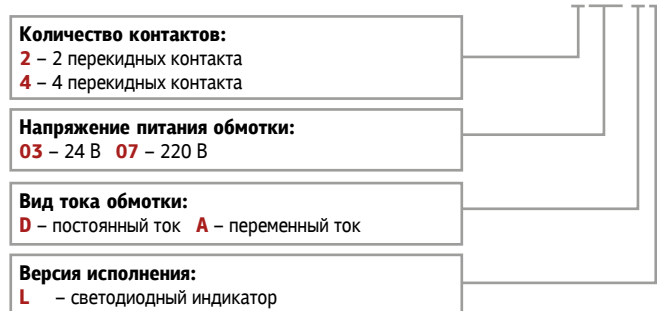 Количество контактов:
2 – 2 перекидных контакта
4 – 4 перекидных контакта
Напряжение питания обмотки:
03 – 24 В 07 – 220 В
Вид тока обмотки:
D – постоянный ток A – переменный ток
Версия исполнения:
L – светодиодный индикатор